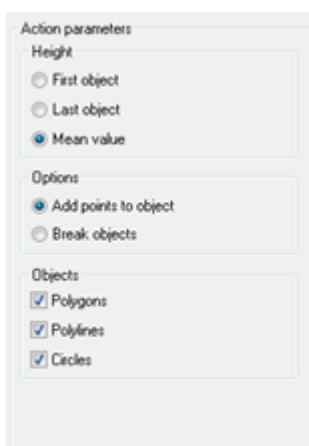 Action parameters
Height
First object
Last object
Mean value
Options
Add points to object
Break objects
Objects
Polygons
Polylines
Circles